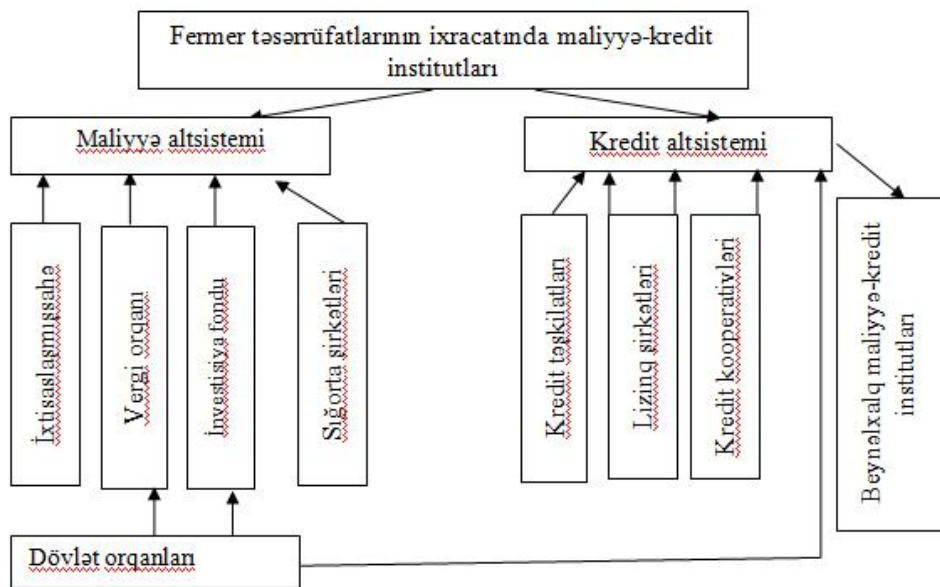 Fermer təsərrüfatlarının ixracatında maliyyə-kredit
institutları
Maliyyə altsistemi
Kredit altsistemi
İxtisaslaşmışsahə
Vergi orqanı
İnvestisiya fondu
Sığorta şirkətləri
Kredit təşkilatları
Lizinq şirkətləri
Kredit kooperativləri
Beynəlxalq maliyyə-kredit
institutları
Dövlət orqanları